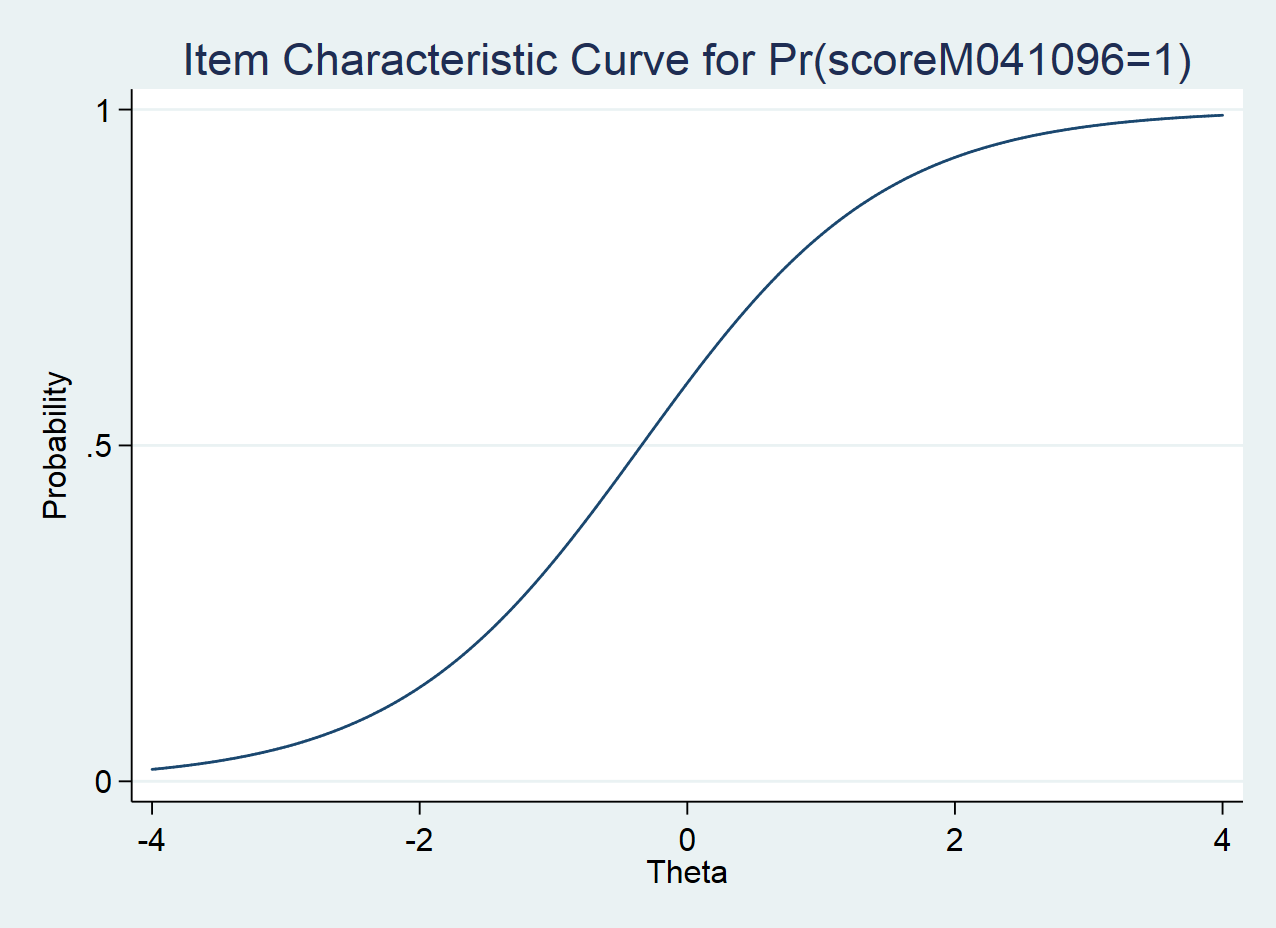 Item Characteristic Curve for Pr(scoreM041096=1)
1
.5
0
Probability
-4 -2 0 2 4
Theta